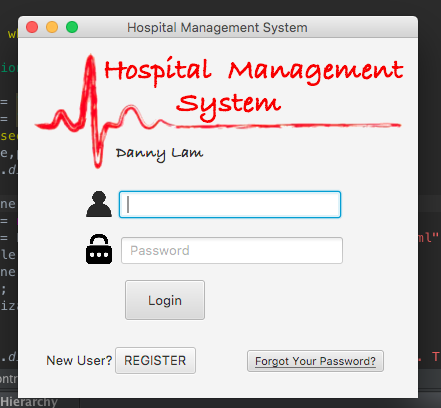 Hospital Management System
Hospital Management
System
Danny Lam
Password
Login
New User? REGISTER Forgot Your Password?
Hierarchy